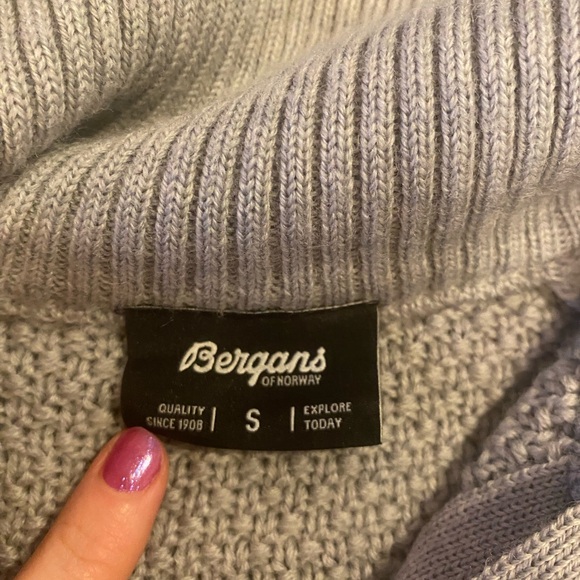 Bergans
OF NORWAY
QUALITY
SINCE 1908
S
EXPLORE
TODAY